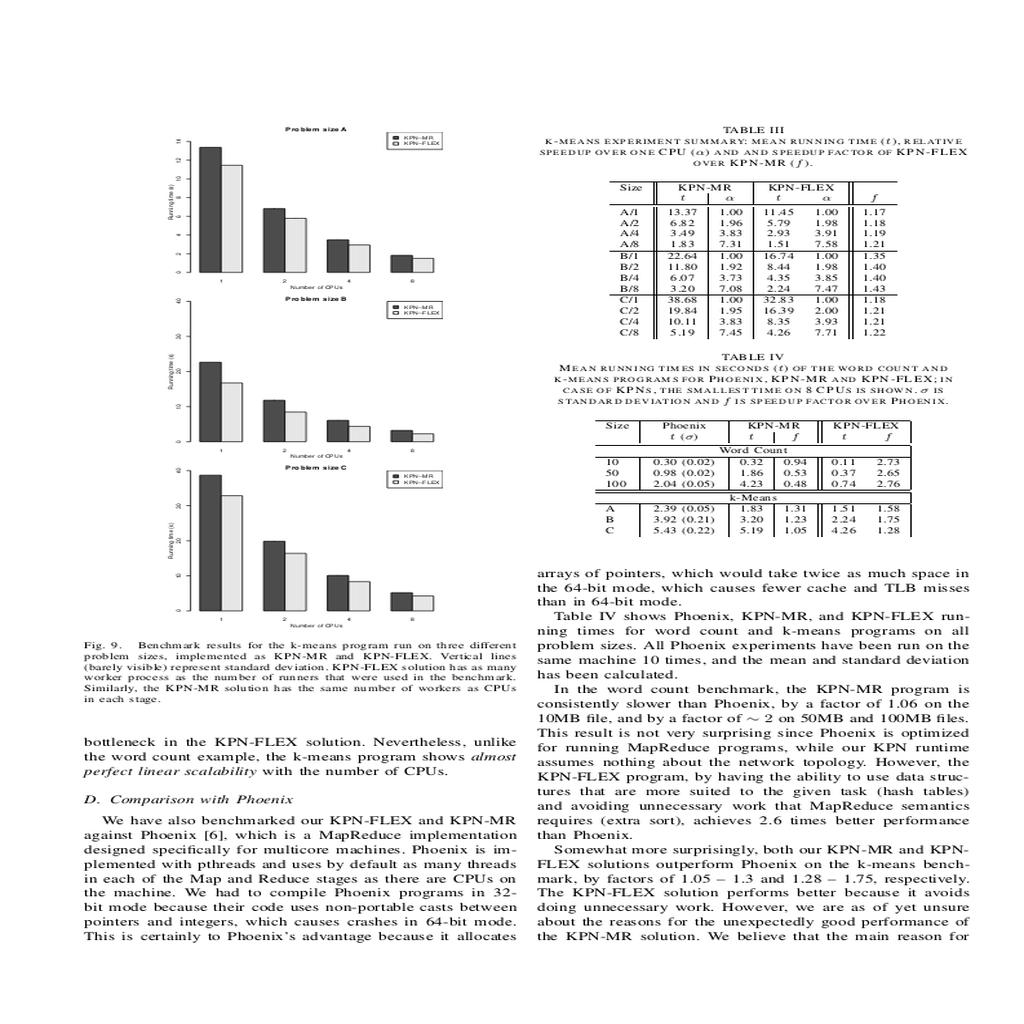 Problem size A
KPN-MR
KPN-FLEX
Running time (s)
0 2 4 6 8 10 12 14
1 2 4 8
Number of CPUs
Problem size B
KPN-MR
KPN-FLEX
Running time (s)
0 10 20 30 40
1 2 4 8
Number of CPUs
Problem size C
KPN-MR
KPN-FLEX
Running time (s)
0 10 20 30 40
1 2 4 8
Number of CPUs
Fig. 9. Benchmark results for the k-means program run on three different
problem sizes, implemented as KPN-MR and KPN-FLEX. Vertical lines
(barely visible) represent standard deviation. KPN-FLEX solution has as many
worker process as the number of runners that were used in the benchmark.
Similarly, the KPN-MR solution has the same number of workers as CPUs
in each stage.
bottleneck in the KPN-FLEX solution. Nevertheless, unlike
the word count example, the k-means program shows almost
perfect linear scalability with the number of CPUs.
D. Comparison with Phoenix
We have also benchmarked our KPN-FLEX and KPN-MR
against Phoenix [6], which is a MapReduce implementation
designed specifically for multicore machines. Phoenix is im-
plemented with pthreads and uses by default as many threads
in each of the Map and Reduce stages as there are CPUs on
the machine. We had to compile Phoenix programs in 32-
bit mode because their code uses non-portable casts between
pointers and integers, which causes crashes in 64-bit mode.
This is certainly to Phoenix's advantage because it allocates
TABLE III
K-MEANS EXPERIMENT SUMMARY: MEAN RUNNING TIME (t), RELATIVE
SPEEDUP OVER ONE CPU (α) AND AND SPEEDUP FACTOR OF KPN-FLEX
OVER KPN-MR (f).
Size KPN-MR KPN-FLEX
t α t α f
A/1 13.37 1.00 11.45 1.00 1.17
A/2 6.82 1.96 5.79 1.98 1.18
A/4 3.49 3.83 2.93 3.91 1.19
A/8 1.83 7.31 1.51 7.58 1.21
B/1 22.64 1.00 16.74 1.00 1.35
B/2 11.80 1.92 8.44 1.98 1.40
B/4 6.07 3.73 4.35 3.85 1.40
B/8 3.20 7.08 2.24 7.47 1.43
C/1 38.68 1.00 32.83 1.00 1.18
C/2 19.84 1.95 16.39 2.00 1.21
C/4 10.11 3.83 8.35 3.93 1.21
C/8 5.19 7.45 4.26 7.71 1.22
TABLE IV
MEAN RUNNING TIMES IN SECONDS (t) OF THE WORD COUNT AND
K-MEANS PROGRAMS FOR PHOENIX, KPN-MR AND KPN-FLEX; IN
CASE OF KPNS, THE SMALLEST TIME ON 8 CPUS IS SHOWN. σ IS
STANDARD DEVIATION AND f IS SPEEDUP FACTOR OVER PHOENIX.
Size Phoenix KPN-MR KPN-FLEX
t (σ) t f t f
Word Count
10 0.30 (0.02) 0.32 0.94 0.11 2.73
50 0.98 (0.02) 1.86 0.53 0.37 2.65
100 2.04 (0.05) 4.23 0.48 0.74 2.76
k-Means
A 2.39 (0.05) 1.83 1.31 1.51 1.58
B 3.92 (0.21) 3.20 1.23 2.24 1.75
C 5.43 (0.22) 5.19 1.05 4.26 1.28
arrays of pointers, which would take twice as much space in
the 64-bit mode, which causes fewer cache and TLB misses
than in 64-bit mode.
Table IV shows Phoenix, KPN-MR, and KPN-FLEX run-
ning times for word count and k-means programs on all
problem sizes. All Phoenix experiments have been run on the
same machine 10 times, and the mean and standard deviation
has been calculated.
In the word count benchmark, the KPN-MR program is
consistently slower than Phoenix, by a factor of 1.06 on the
10MB file, and by a factor of ∼ 2 on 50MB and 100MB files.
This result is not very surprising since Phoenix is optimized
for running MapReduce programs, while our KPN runtime
assumes nothing about the network topology. However, the
KPN-FLEX program, by having the ability to use data struc-
tures that are more suited to the given task (hash tables)
and avoiding unnecessary work that MapReduce semantics
requires (extra sort), achieves 2.6 times better performance
than Phoenix.
Somewhat more surprisingly, both our KPN-MR and KPN-
FLEX solutions outperform Phoenix on the k-means bench-
mark, by factors of 1.05 – 1.3 and 1.28 – 1.75, respectively.
The KPN-FLEX solution performs better because it avoids
doing unnecessary work. However, we are as of yet unsure
about the reasons for the unexpectedly good performance of
the KPN-MR solution. We believe that the main reason for